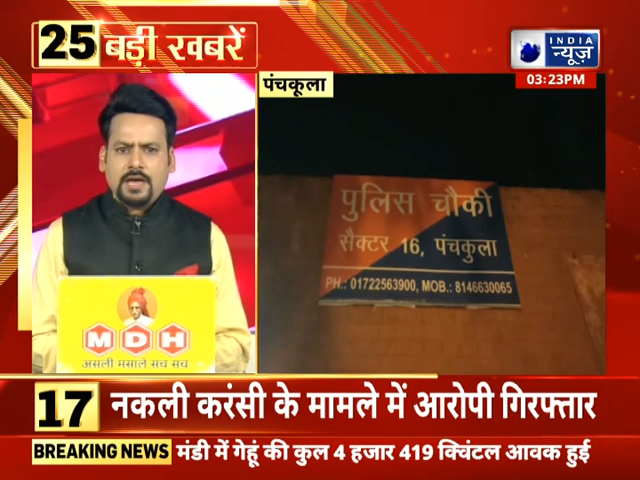 25 बड़ी खबरें
INDIA
न्यूज़
03:23PM
पंचकूला
पुलिस चौकी
सैक्टर 16, पंचकुला
PH.: 01722563900, MOB.: 8146630065
MDH
असली मसाले सच सच
17 नकली करंसी के मामले में आरोपी गिरफ्तार
BREAKING NEWS मंडी में गेहूं की कुल 4 हजार 419 क्विंटल आवक हुई